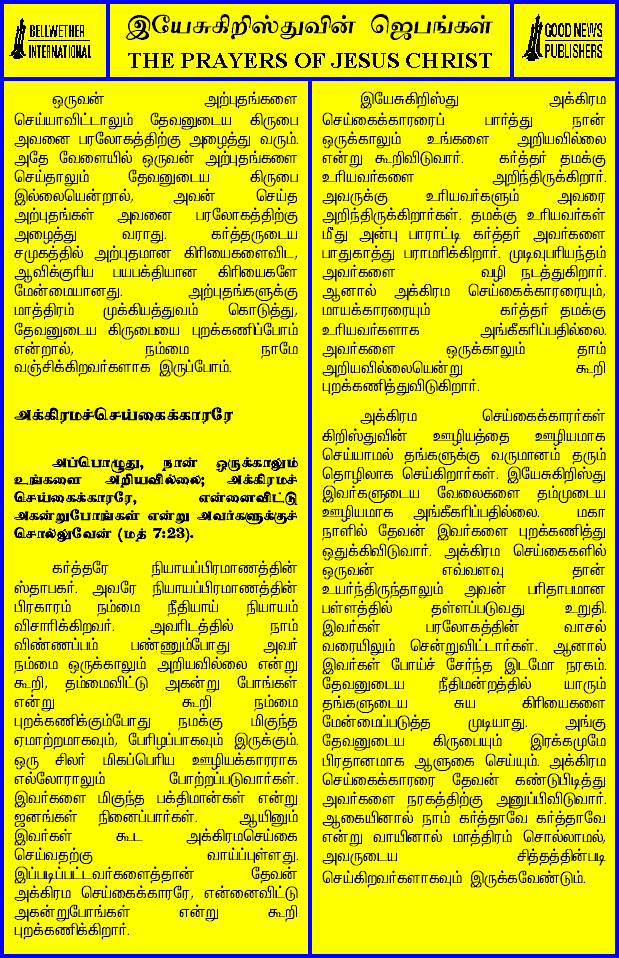 BELLWETHER
INTERNATIONAL
இயேசுகிறிஸ்துவின் ஜெபங்கள்
THE PRAYERS OF JESUS CHRIST
GOOD NEWS
PUBLISHERS
ஒருவன் அற்புதங்களை
செய்யாவிட்டாலும் தேவனுடைய கிருபை
அவனை பரலோகத்திற்கு அழைத்து வரும்.
அதே வேளையில் ஒருவன் அற்புதங்களை
செய்தாலும் தேவனுடைய கிருபை
இல்லையென்றால், அவன் செய்த
அற்புதங்கள் அவனை பரலோகத்திற்கு
அழைத்து வராது. கர்த்தருடைய
சமுகத்தில் அற்புதமான கிரியைகளைவிட,
ஆவிக்குரிய பயபக்தியான கிரியைகளே
மேன்மையானது. அற்புதங்களுக்கு
மாத்திரம் முக்கியத்துவம் கொடுத்து,
தேவனுடைய கிருபையை புறக்கணிப்போம்
என்றால், நம்மை நாமே
வஞ்சிக்கிறவர்களாக இருப்போம்.
அக்கிரமச்செய்கைக்காரரே
அப்பொழுது, நான் ஒருக்காலும்
உங்களை அறியவில்லை; அக்கிரமச்
செய்கைக்காரரே, என்னைவிட்டு
அகன்றுபோங்கள் என்று அவர்களுக்குச்
சொல்லுவேன் (மத் 7:23).
கர்த்தரே நியாயப்பிரமாணத்தின்
ஸ்தாபகர். அவரே நியாயப்பிரமாணத்தின்
பிரகாரம் நம்மை நீதியாய் நியாயம்
விசாரிக்கிறவர். அவரிடத்தில் நாம்
விண்ணப்பம் பண்ணும்போது அவர்
நம்மை ஒருக்காலும் அறியவில்லை என்று
கூறி, தம்மைவிட்டு அகன்று போங்கள்
என்று கூறி நம்மை
புறக்கணிக்கும்போது நமக்கு மிகுந்த
ஏமாற்றமாகவும், பேரிழப்பாகவும் இருக்கும்.
ஒரு சிலர் மிகப்பெரிய ஊழியக்காரராக
எல்லோராலும் போற்றப்படுவார்கள்.
இவர்களை மிகுந்த பக்திமான்கள் என்று
ஜனங்கள் நினைப்பார்கள். ஆயினும்
இவர்கள் கூட அக்கிரமசெய்கை
செய்வதற்கு வாய்ப்புள்ளது.
இப்படிப்பட்டவர்களைத்தான் தேவன்
அக்கிரம செய்கைக்காரரே, என்னைவிட்டு
அகன்றுபோங்கள் என்று கூறி
புறக்கணிக்கிறார்.
இயேசுகிறிஸ்து அக்கிரம
செய்கைக்காரரைப் பார்த்து நான்
ஒருக்காலும் உங்களை அறியவில்லை
என்று கூறிவிடுவார். கர்த்தர் தமக்கு
உரியவர்களை அறிந்திருக்கிறார்.
அவருக்கு உரியவர்களும் அவரை
அறிந்திருக்கிறார்கள். தமக்கு உரியவர்கள்
மீது அன்பு பாராட்டி கர்த்தர் அவர்களை
பாதுகாத்து பராமரிக்கிறார். முடிவுபரியந்தம்
அவர்களை வழி நடத்துகிறார்.
ஆனால் அக்கிரம செய்கைக்காரரையும்,
மாயக்காரரையும் கர்த்தர் தமக்கு
உரியவர்களாக அங்கீகரிப்பதில்லை.
அவர்களை ஒருக்காலும் தாம்
அறியவில்லையென்று கூறி
புறக்கணித்துவிடுகிறார்.
அக்கிரம செய்கைக்காரர்கள்
கிறிஸ்துவின் ஊழியத்தை ஊழியமாக
செய்யாமல் தங்களுக்கு வருமானம் தரும்
தொழிலாக செய்கிறார்கள். இயேசுகிறிஸ்து
இவர்களுடைய வேலைகளை தம்முடைய
ஊழியமாக அங்கீகரிப்பதில்லை. மகா
நாளில் தேவன் இவர்களை புறக்கணித்து
ஒதுக்கிவிடுவார். அக்கிரம செய்கைகளில்
ஒருவன் எவ்வளவு தான்
உயர்ந்திருந்தாலும் அவன் பரிதாபமான
பள்ளத்தில் தள்ளப்படுவது உறுதி.
இவர்கள் பரலோகத்தின் வாசல்
வரையிலும் சென்றுவிட்டார்கள். ஆனால்
இவர்கள் போய்ச் சேர்ந்த இடமோ நரகம்.
தேவனுடைய நீதிமன்றத்தில் யாரும்
தங்களுடைய சுய கிரியைகளை
மேன்மைப்படுத்த முடியாது. அங்கு
தேவனுடைய கிருபையும் இரக்கமுமே
பிரதானமாக ஆளுகை செய்யும். அக்கிரம
செய்கைக்காரரை தேவன் கண்டுபிடித்து
அவர்களை நரகத்திற்கு அனுப்பிவிடுவார்.
ஆகையினால் நாம் கர்த்தாவே கர்த்தாவே
என்று வாயினால் மாத்திரம் சொல்லாமல்,
அவருடைய சித்தத்தின்படி
செய்கிறவர்களாகவும் இருக்கவேண்டும்.